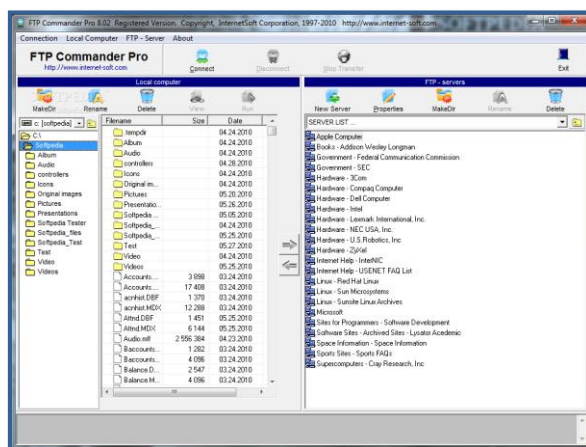 FTP Commander Pro 8.02 Registered Version. Copyright, InternetSoft Corporation, 1997-2010 http://www.internet-soft.com
Connection Local Computer FTP - Server About
FTP Commander Pro
http://www.internet-soft.com
Connect Disconnect Stop Transfer Exit
Local computer
FTP - servers
MakeDir Rename Delete View Run
New Server Properties MakeDir Rename Delete
c: [softpedia]
C:\
Softpedia
Album
Audio
controllers
Icons
Original images
Pictures
Presentations
Softpedia Tester
Softpedia_files
Softpedia_Test
Test
Video
Videos
Filename Size Date
.tempdir 04.24.2010
Album 04.24.2010
Audio 04.24.2010
controllers 04.28.2010
Icons 04.24.2010
Original im... 04.24.2010
Pictures 05.20.2010
Presentatio... 05.26.2010
Softpedia ... 05.05.2010
Softpedia_... 04.24.2010
Softpedia_... 05.25.2010
Test 05.27.2010
Video 04.24.2010
Videos 05.25.2010
Accounts.... 3 898 03.24.2010
Accounts.... 17 408 03.24.2010
acnhist.DBF 1 370 03.24.2010
acnhist.MDX 12 288 03.24.2010
Attnd.DBF 1 451 05.25.2010
Attnd.MDX 6 144 05.25.2010
Audio.mlf 2 556 384 04.23.2010
Baccounts... 1 282 03.24.2010
Baccounts... 4 096 03.24.2010
Balance.D... 2 547 03.24.2010
Balance.M... 4 096 03.24.2010
SERVER LIST ...
Apple Computer
Books - Addison Wesley Longman
Government - Federal Communication Commission
Government - SEC
Hardware - 3Com
Hardware - Compaq Computer
Hardware - Dell Computer
Hardware - Intel
Hardware - Lexmark International, Inc.
Hardware - NEC USA, Inc.
Hardware - U.S.Robotics, Inc
Hardware - ZyXel
Internet Help - InterNIC
Internet Help - USENET FAQ List
Linux - Red Hat Linux
Linux - Sun Microsystems
Linux - Sunsite Linux Archives
Microsoft
Sites for Programmers - Software Development
Software Sites - Archived Sites - Lycator Acedemic
Space Information - Space Information
Sports Sites - Sports FAQs
Supercomputers - Cray Research, Inc